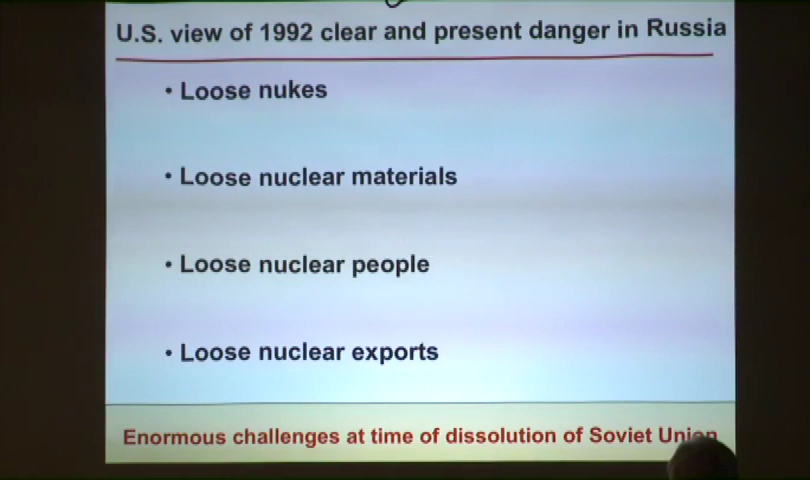 U.S. view of 1992 clear and present danger in Russia
• Loose nukes
• Loose nuclear materials
• Loose nuclear people
• Loose nuclear exports
Enormous challenges at time of dissolution of Soviet Union